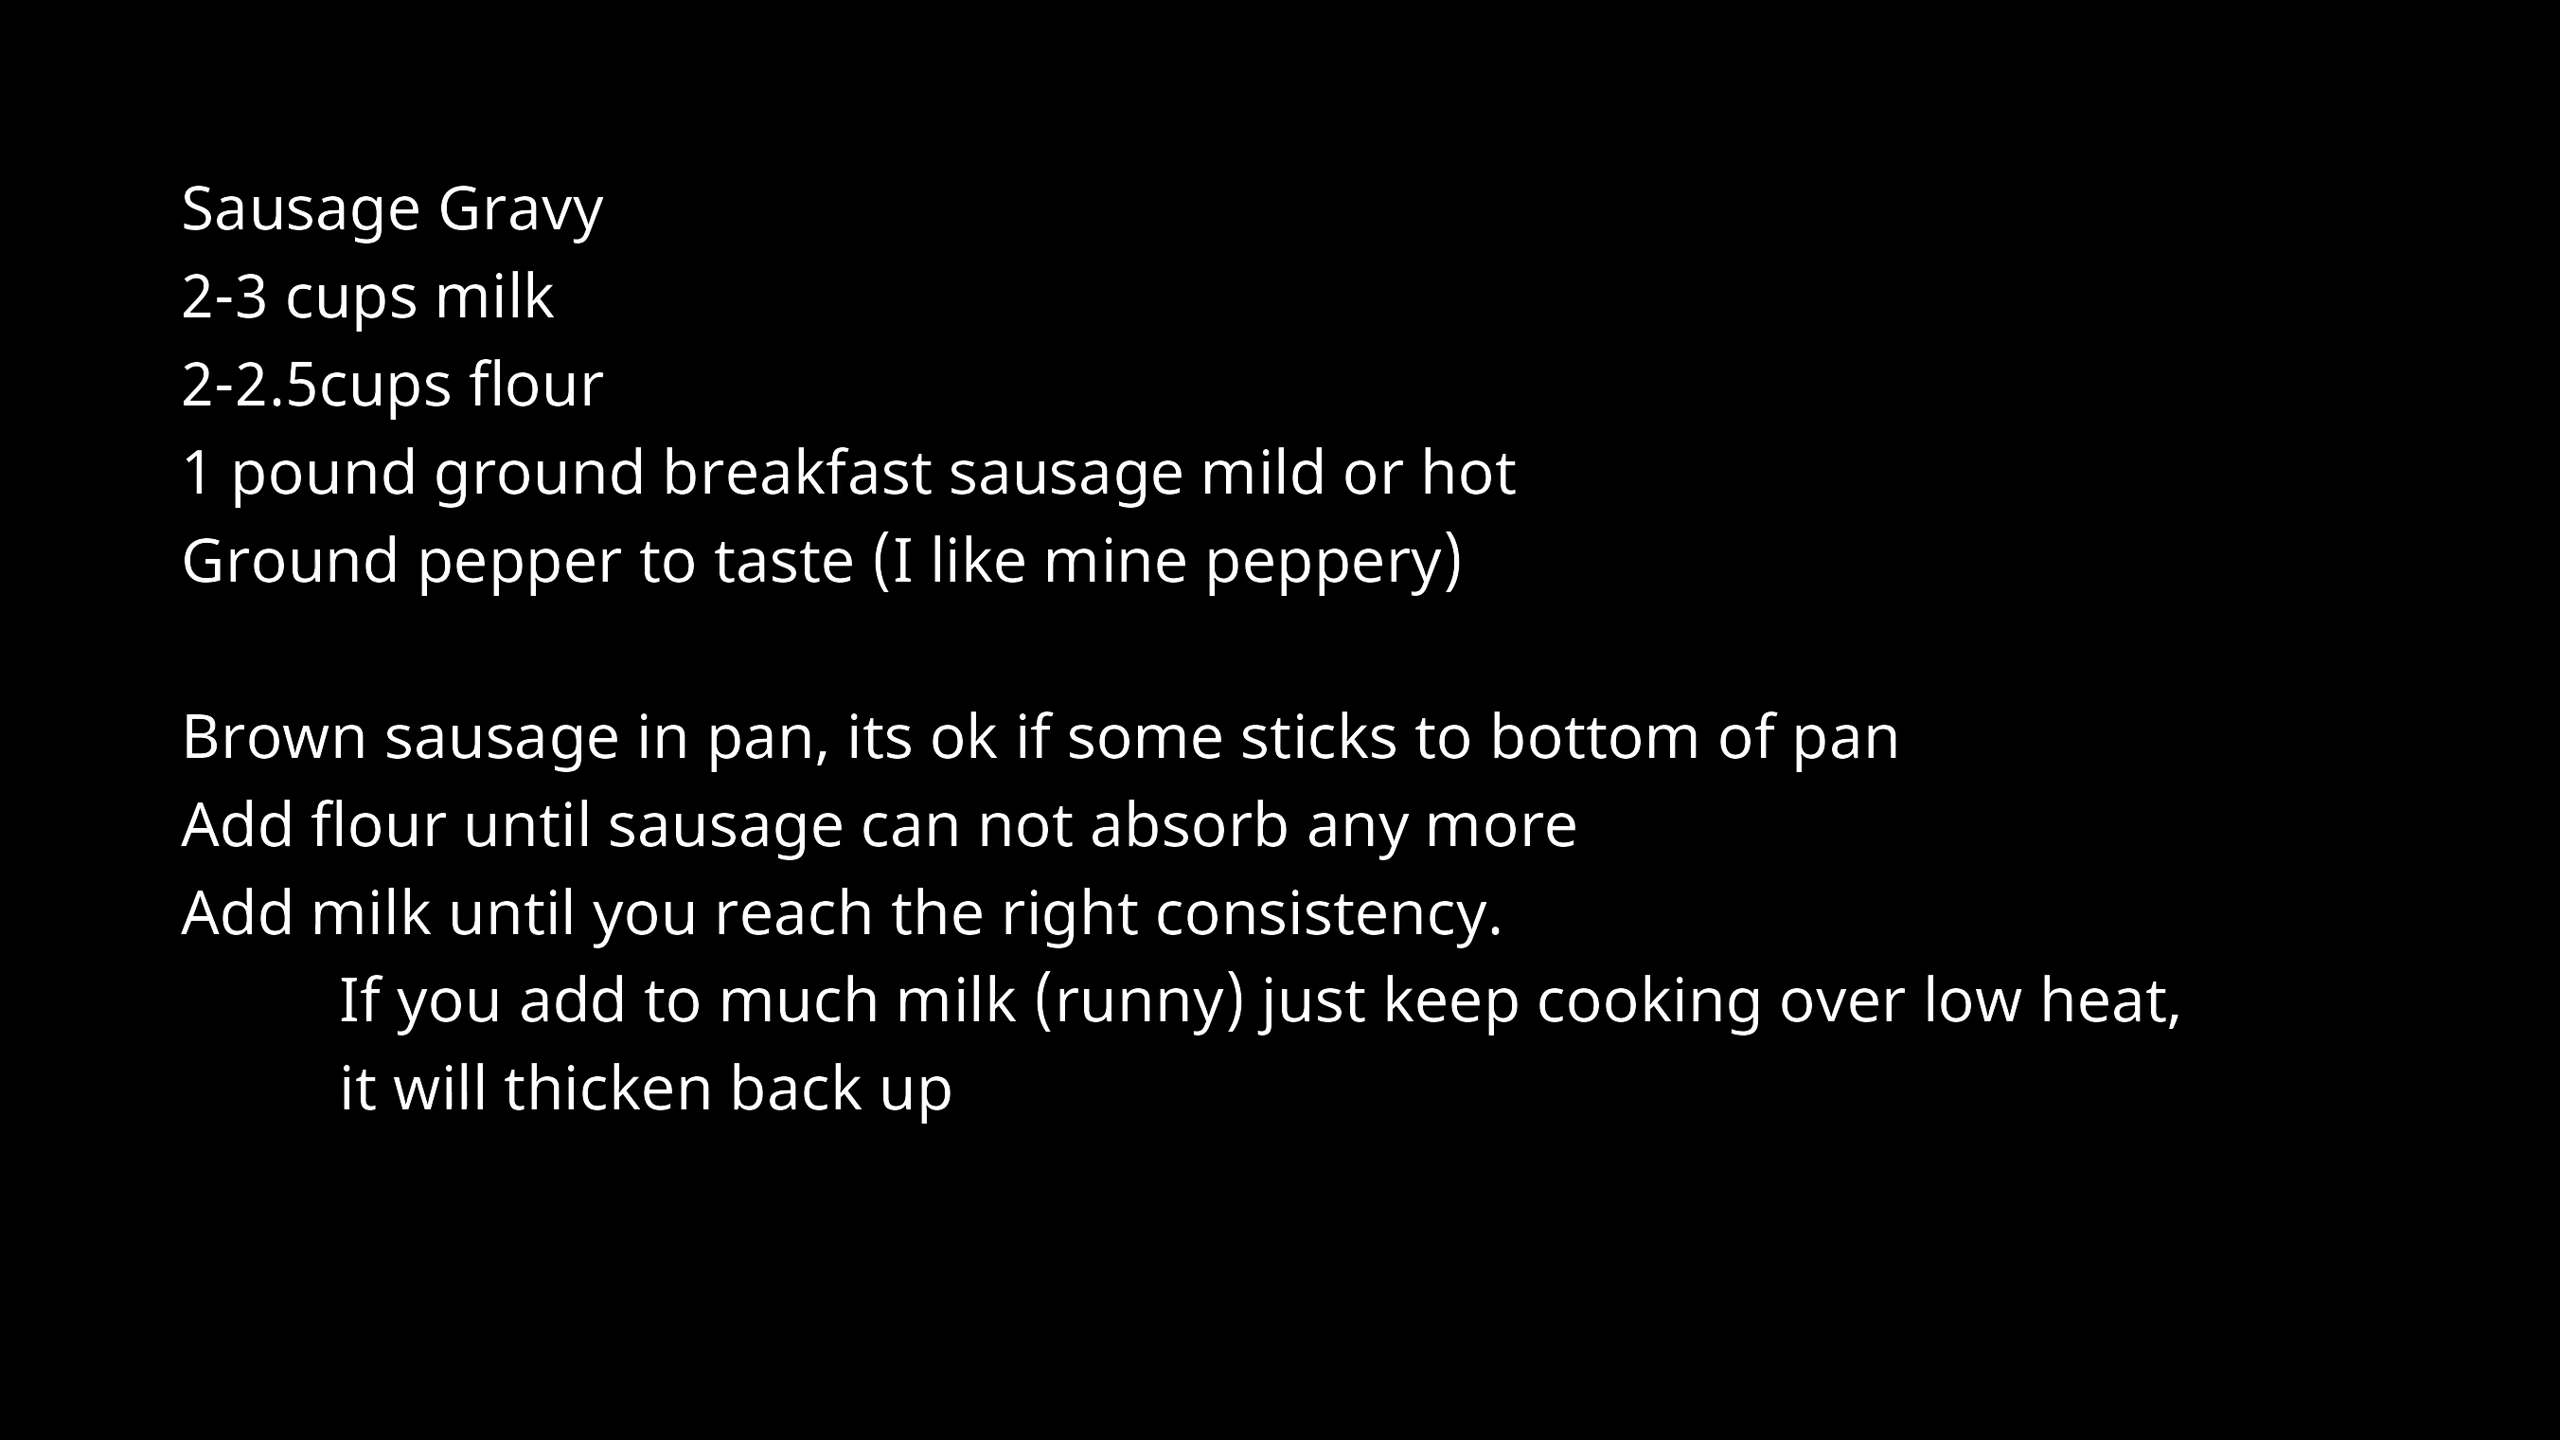 Sausage Gravy
2-3 cups milk
2-2.5cups flour
1 pound ground breakfast sausage mild or hot
Ground pepper to taste (I like mine peppery)
Brown sausage in pan, its ok if some sticks to bottom of pan
Add flour until sausage can not absorb any more
Add milk until you reach the right consistency.
If you add to much milk (runny) just keep cooking over low heat,
it will thicken back up